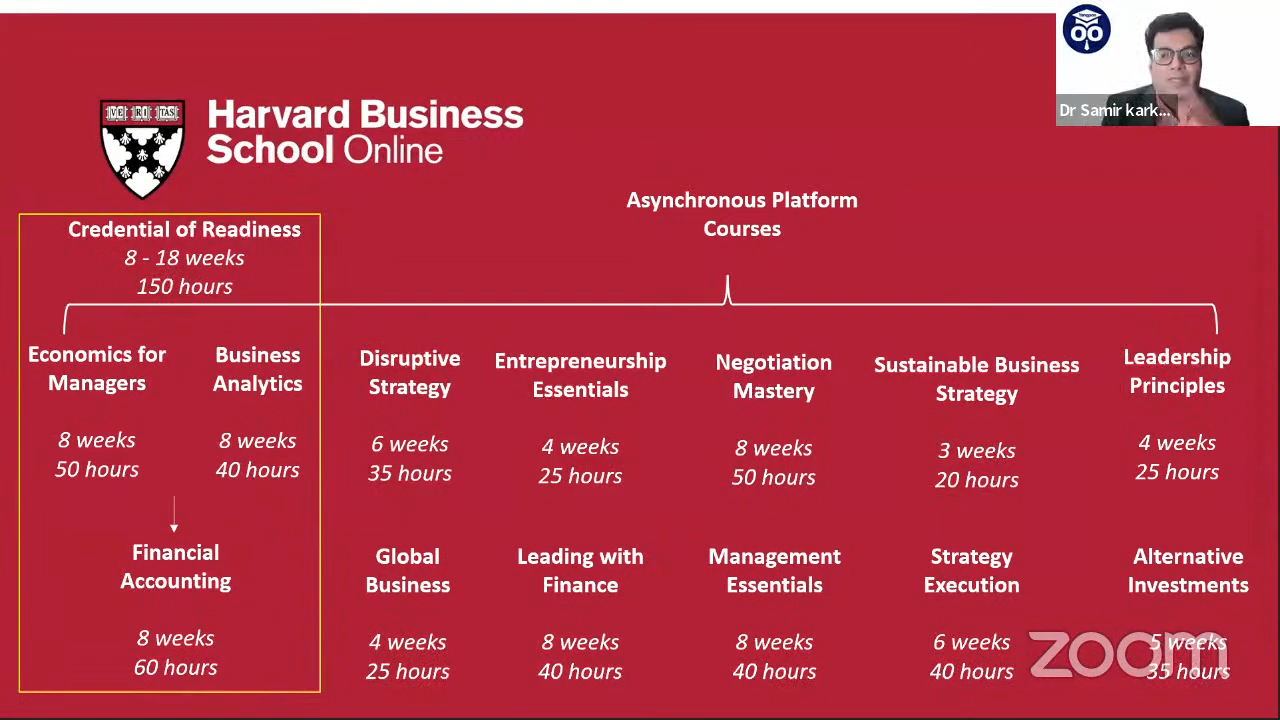 Harvard Business
School Online
Dr Samir kark...
Asynchronous Platform
Courses
Credential of Readiness
8 - 18 weeks
150 hours
Economics for
Managers
8 weeks
50 hours
Business
Analytics
8 weeks
40 hours
Financial
Accounting
8 weeks
60 hours
Disruptive
Strategy
6 weeks
35 hours
Entrepreneurship
Essentials
4 weeks
25 hours
Negotiation
Mastery
8 weeks
50 hours
Sustainable Business
Strategy
3 weeks
20 hours
Leadership
Principles
4 weeks
25 hours
Global
Business
4 weeks
25 hours
Leading with
Finance
8 weeks
40 hours
Management
Essentials
8 weeks
40 hours
Strategy
Execution
6 weeks
40 hours
Alternative
Investments
5 weeks
35 hours
zoom